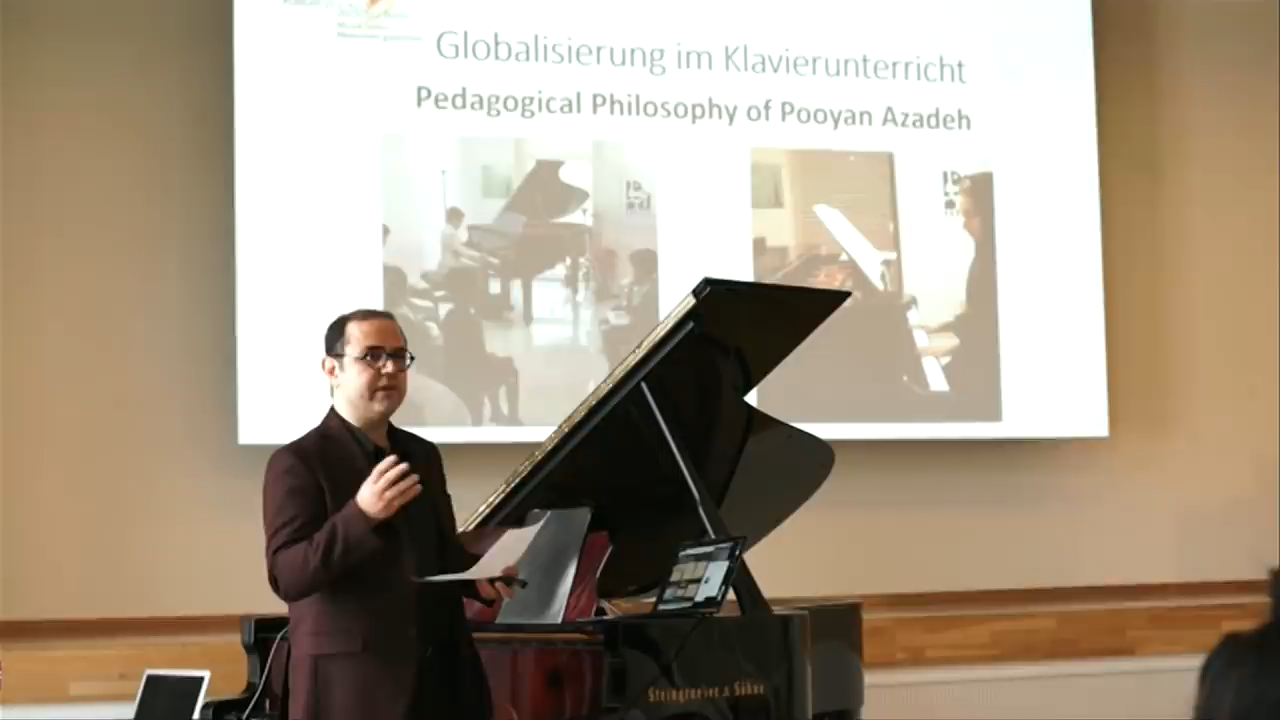 Globalisierung im Klavierunterricht
Pedagogical Philosophy of Pooyan Azadeh
Steingraeber & Söhne